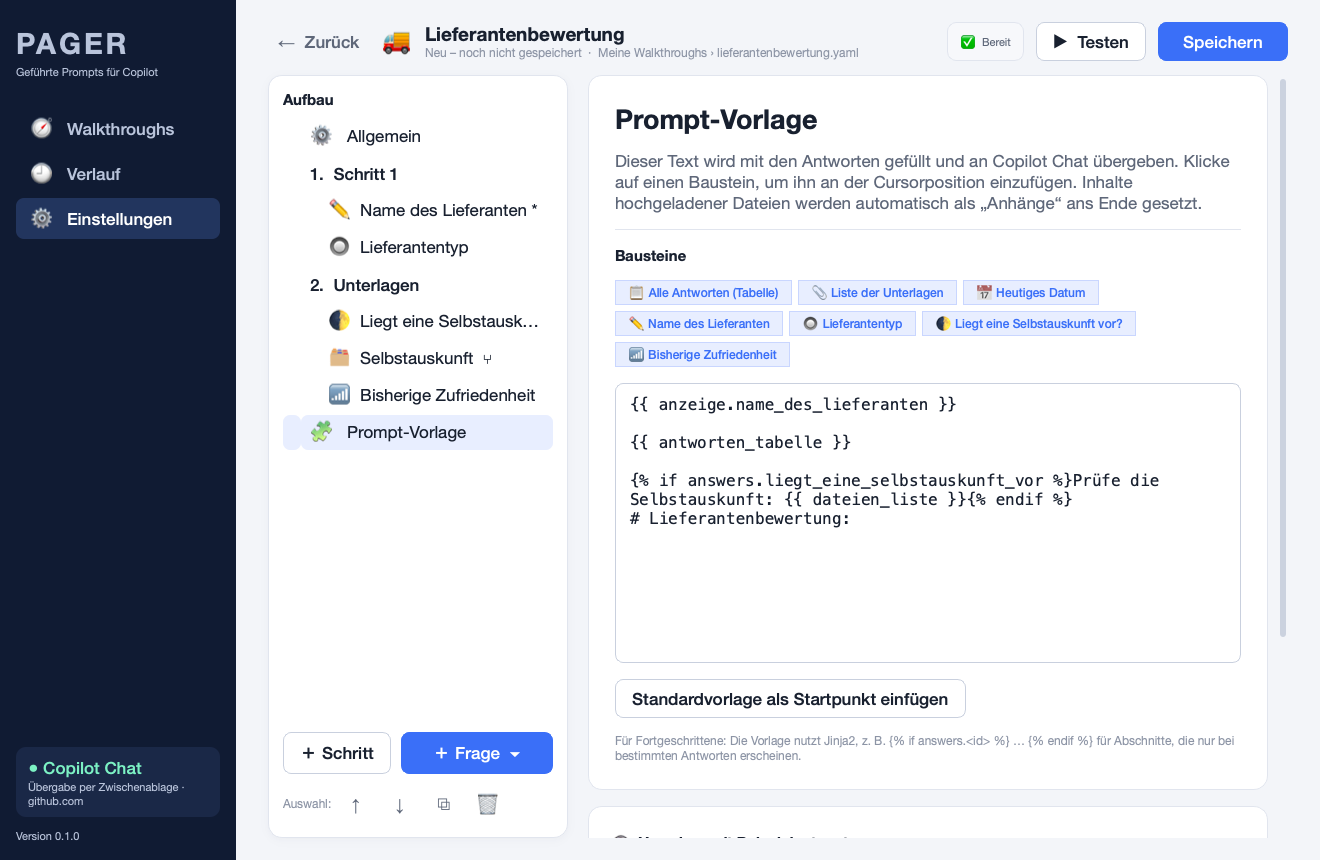 PAGER
Geführte Prompts für Copilot
Walkthroughs
Verlauf
Einstellungen
Copilot Chat
Übergabe per Zwischenablage ·
github.com
Version 0.1.0
← Zurück
Lieferantenbewertung
Neu – noch nicht gespeichert · Meine Walkthroughs › lieferantenbewertung.yaml
Bereit
Testen
Speichern
Aufbau
Allgemein
1. Schritt 1
Name des Lieferanten *
Lieferantentyp
2. Unterlagen
Liegt eine Selbstausk…
Selbstauskunft
Bisherige Zufriedenheit
Prompt-Vorlage
+ Schritt
+ Frage
Auswahl: ↑ ↓
Prompt-Vorlage
Dieser Text wird mit den Antworten gefüllt und an Copilot Chat übergeben. Klicke
auf einen Baustein, um ihn an der Cursorposition einzufügen. Inhalte
hochgeladener Dateien werden automatisch als „Anhänge“ ans Ende gesetzt.
Bausteine
Alle Antworten (Tabelle)
Liste der Unterlagen
Heutiges Datum
Name des Lieferanten
Lieferantentyp
Liegt eine Selbstauskunft vor?
Bisherige Zufriedenheit
{{ anzeige.name_des_lieferanten }}
{{ antworten_tabelle }}
{% if answers.liegt_eine_selbstauskunft_vor %}Prüfe die
Selbstauskunft: {{ dateien_liste }}{% endif %}
# Lieferantenbewertung:
Standardvorlage als Startpunkt einfügen
Für Fortgeschrittene: Die Vorlage nutzt Jinja2, z. B. {% if answers.<id> %} … {% endif %} für Abschnitte, die nur bei
bestimmten Antworten erscheinen.